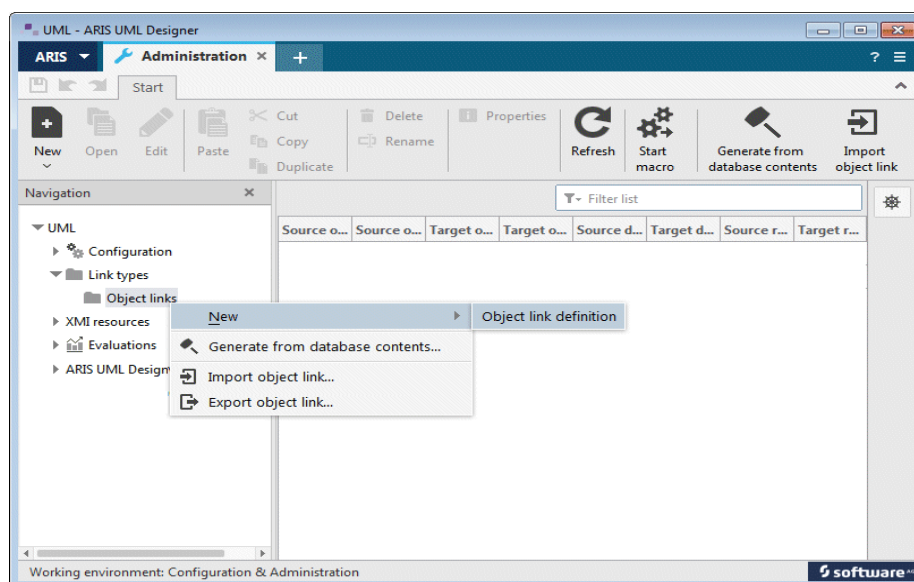 UML - ARIS UML Designer
ARIS Administration × + ?
Start
New Open Edit Paste Cut Copy Duplicate Delete Rename Properties Refresh Start macro Generate from database contents Import object link
Navigation ×
Filter list
UML
Source o... Source o... Target o... Target o... Source d... Target d... Source r... Target r...
Configuration
Link types
Object links
New
Object link definition
XMI resources
Evaluations
Generate from database contents...
ARIS UML Design
Import object link...
Export object link...
Working environment: Configuration & Administration
software AG